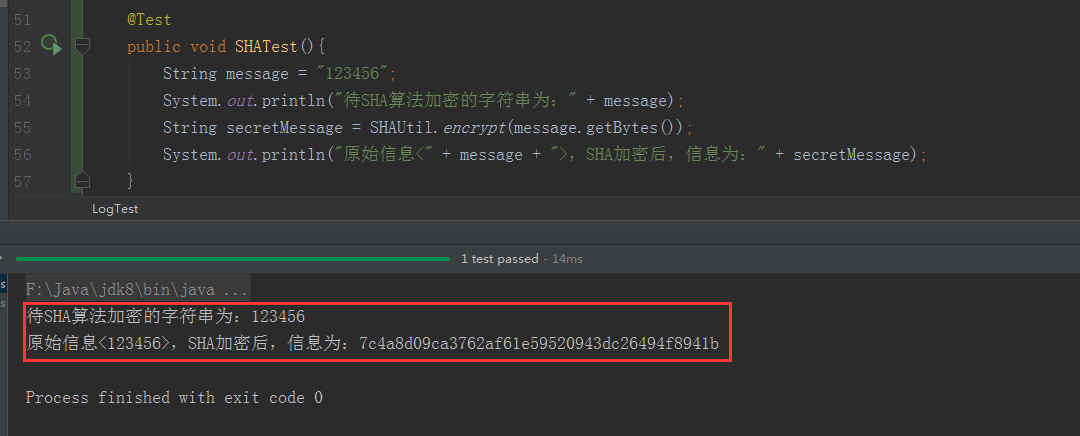 51 @Test
52 public void SHATest(){
53 String message = "123456";
54 System.out.println("待SHA算法加密的字符串为：" + message);
55 String secretMessage = SHAUtil.encrypt(message.getBytes());
56 System.out.println("原始信息<" + message + ">，SHA加密后，信息为：" + secretMessage);
57 }
LogTest
1 test passed - 14ms
F:\Java\jdk8\bin\java ...
待SHA算法加密的字符串为：123456
原始信息<123456>，SHA加密后，信息为：7c4a8d09ca3762af61e59520943dc26494f8941b
Process finished with exit code 0